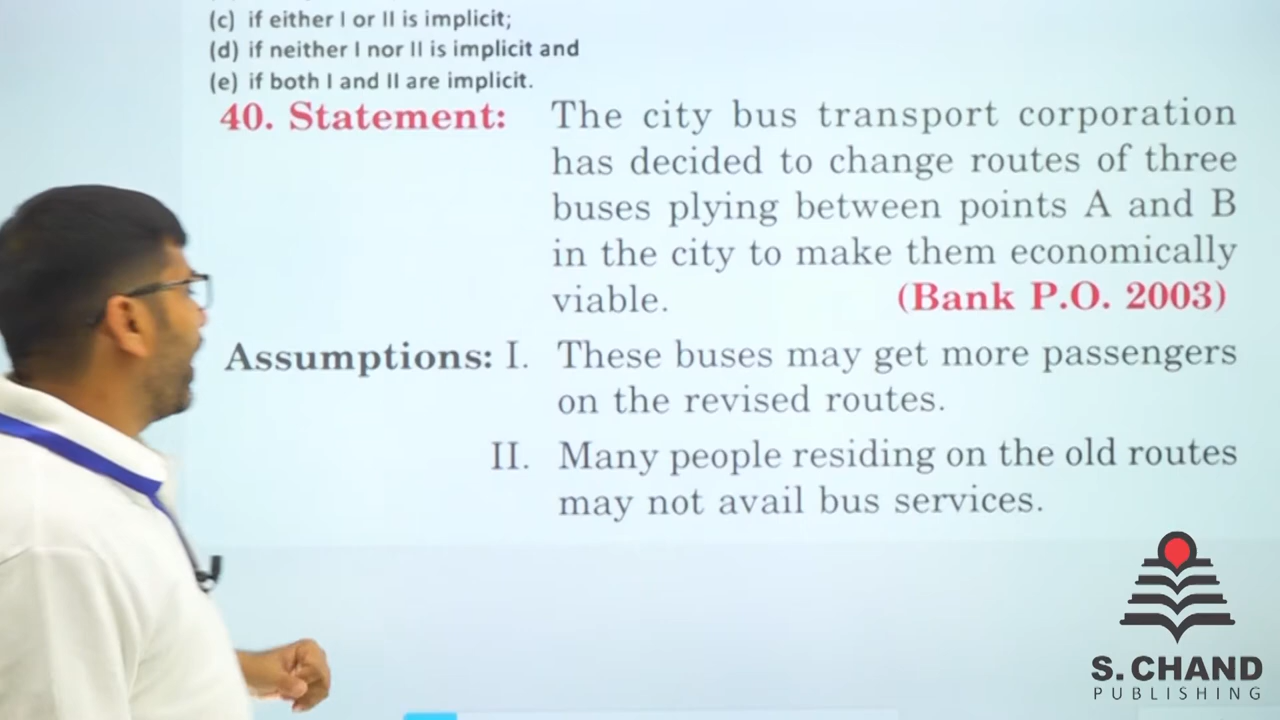 (c) if either I or II is implicit;
(d) if neither I nor II is implicit and
(e) if both I and II are implicit.
40. Statement: The city bus transport corporation
has decided to change routes of three
buses plying between points A and B
in the city to make them economically
viable. (Bank P.O. 2003)
Assumptions: I. These buses may get more passengers
on the revised routes.
II. Many people residing on the old routes
may not avail bus services.
S. CHAND
PUBLISHING